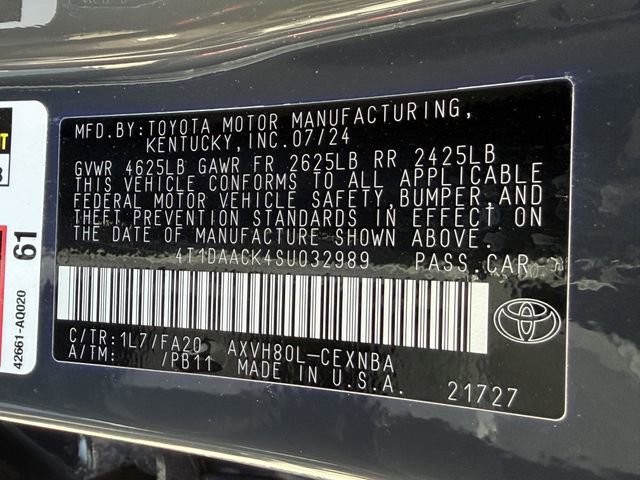 MFD.BY:TOYOTA MOTOR MANUFACTURING,
KENTUCKY,INC.07/24
GVWR 4625LB GAWR FR 2625LB RR 2425LB
THIS VEHICLE CONFORMS TO ALL APPLICABLE
FEDERAL MOTOR VEHICLE SAFETY,BUMPER,AND
THEFT PREVENTION STANDARDS IN EFFECT ON
THE DATE OF MANUFACTURE SHOWN ABOVE.
4T1DAACK4SU032989 PASS.CAR
C/TR:1L7/FA20 AXVH80L-CEXNBA
A/TM: /PB11 MADE IN U.S.A. 21727
61
42661-AQ020